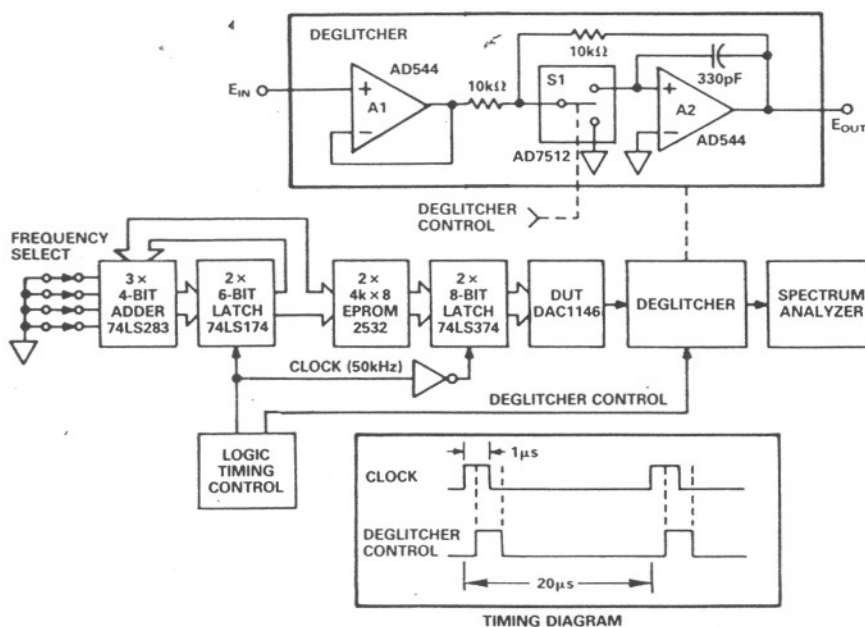 DEGLITCHER
10kΩ
AD544
S1
330pF
EIN
+
A1
−
10kΩ
+
A2
−
EOUT
AD7512
AD544
DEGLITCHER
CONTROL
FREQUENCY
SELECT
3 ×
4-BIT
ADDER
74LS283
2 ×
6-BIT
LATCH
74LS174
2 ×
4k × 8
EPROM
2532
2 ×
8-BIT
LATCH
74LS374
DUT
DAC1146
DEGLITCHER
SPECTRUM
ANALYZER
CLOCK (50kHz)
DEGLITCHER CONTROL
LOGIC
TIMING
CONTROL
1μs
CLOCK
DEGLITCHER
CONTROL
20μs
TIMING DIAGRAM